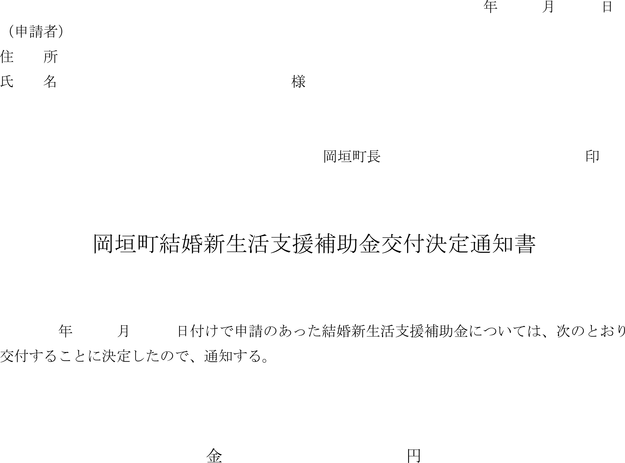 年　　　月　　　日
（申請者）
住　　所
氏　　名　　　　　　　　　　　　　　　　様
岡垣町長　　　　　　　　　　　　　　印
岡垣町結婚新生活支援補助金交付決定通知書
年　　　月　　　日付けで申請のあった結婚新生活支援補助金については、次のとおり
交付することに決定したので、通知する。
金　　　　　　　　　　　　円